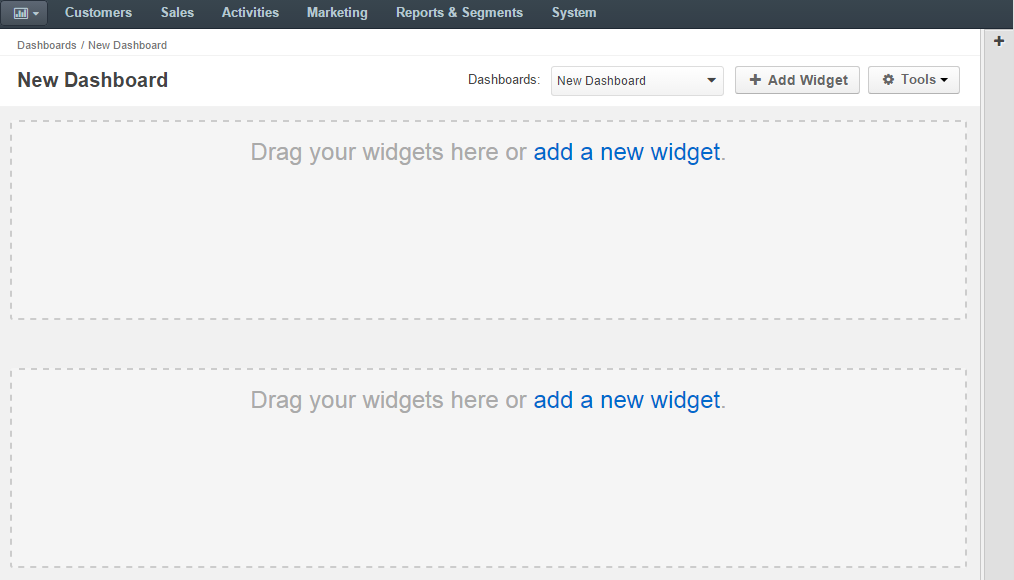 Customers Sales Activities Marketing Reports & Segments System
Dashboards / New Dashboard
New Dashboard Dashboards: New Dashboard Add Widget Tools
Drag your widgets here or add a new widget.
Drag your widgets here or add a new widget.